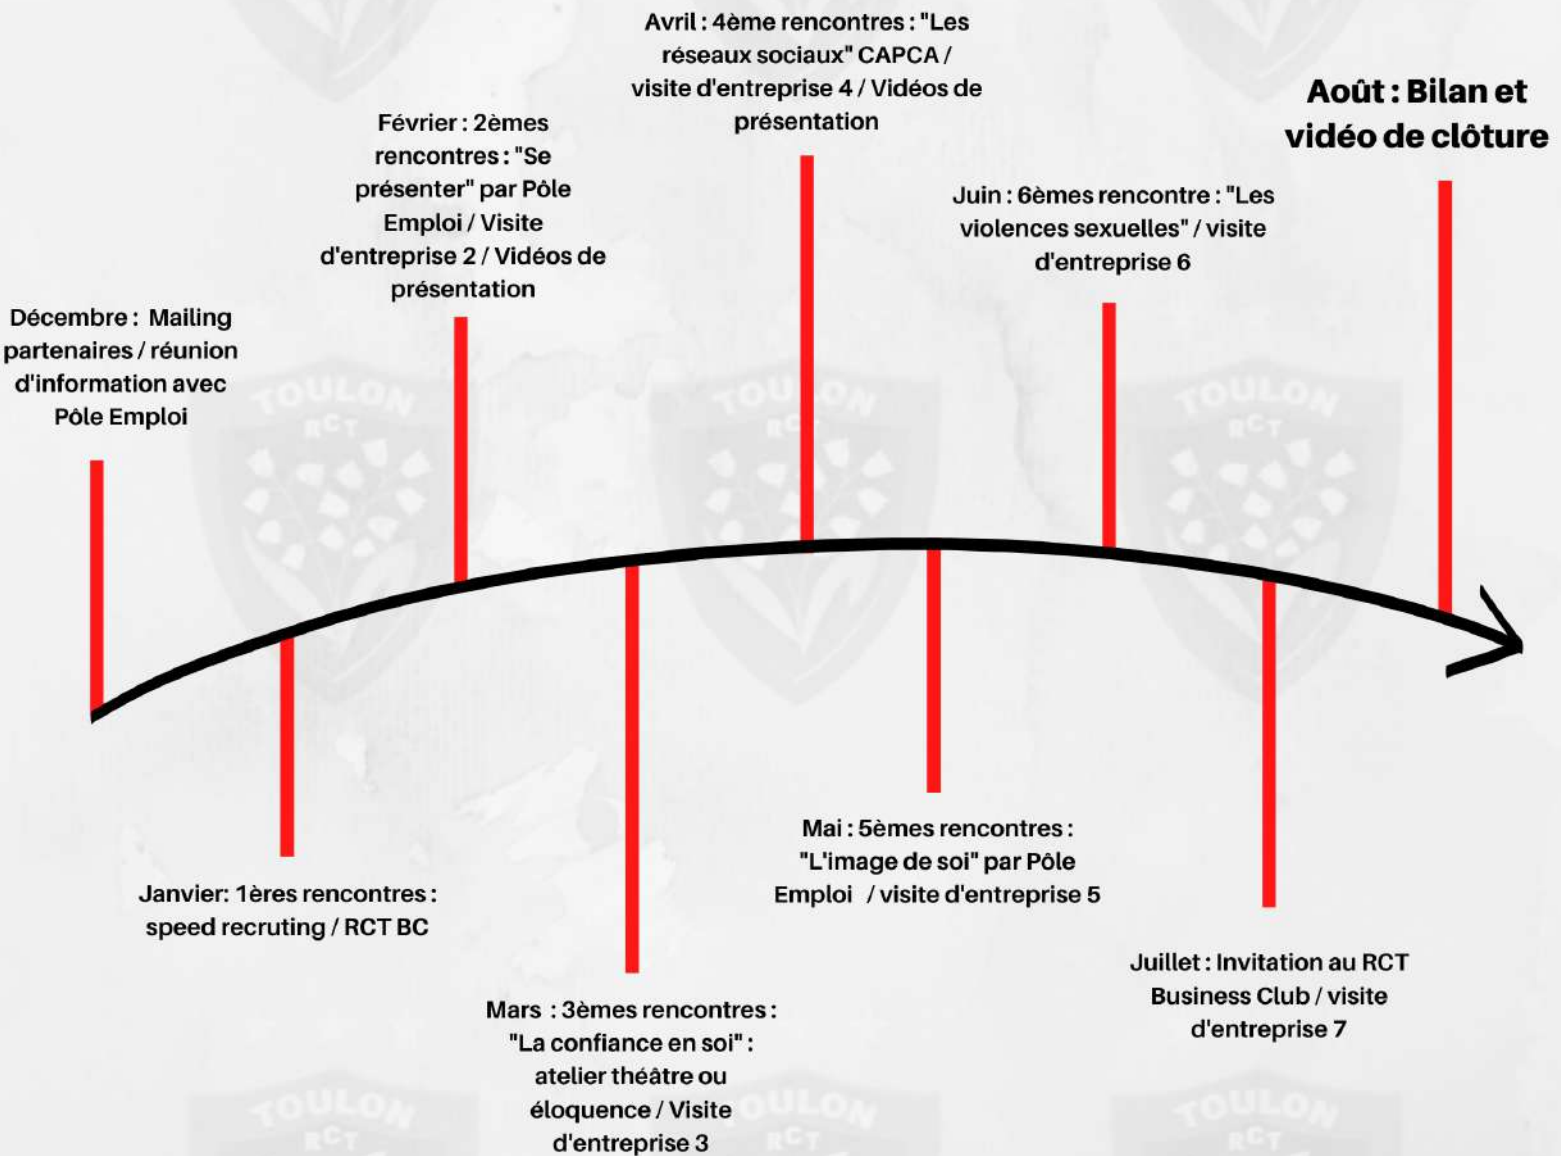 Décembre : Mailing
partenaires / réunion
d'information avec
Pôle Emploi
Janvier: 1ères rencontres :
speed recruting / RCT BC
Février : 2èmes
rencontres : "Se
présenter" par Pôle
Emploi / Visite
d'entreprise 2 / Vidéos de
présentation
Mars : 3èmes rencontres :
"La confiance en soi" :
atelier théâtre ou
éloquence / Visite
d'entreprise 3
Avril : 4ème rencontres : "Les
réseaux sociaux" CAPCA /
visite d'entreprise 4 / Vidéos de
présentation
Mai : 5èmes rencontres :
"L'image de soi" par Pôle
Emploi / visite d'entreprise 5
Juin : 6èmes rencontre : "Les
violences sexuelles" / visite
d'entreprise 6
Juillet : Invitation au RCT
Business Club / visite
d'entreprise 7
Août : Bilan et
vidéo de clôture
TOULON
RCT
TOULON
RCT
TOULON
RCT
TOULON
RCT
TOULON
RCT
TOULON
RCT